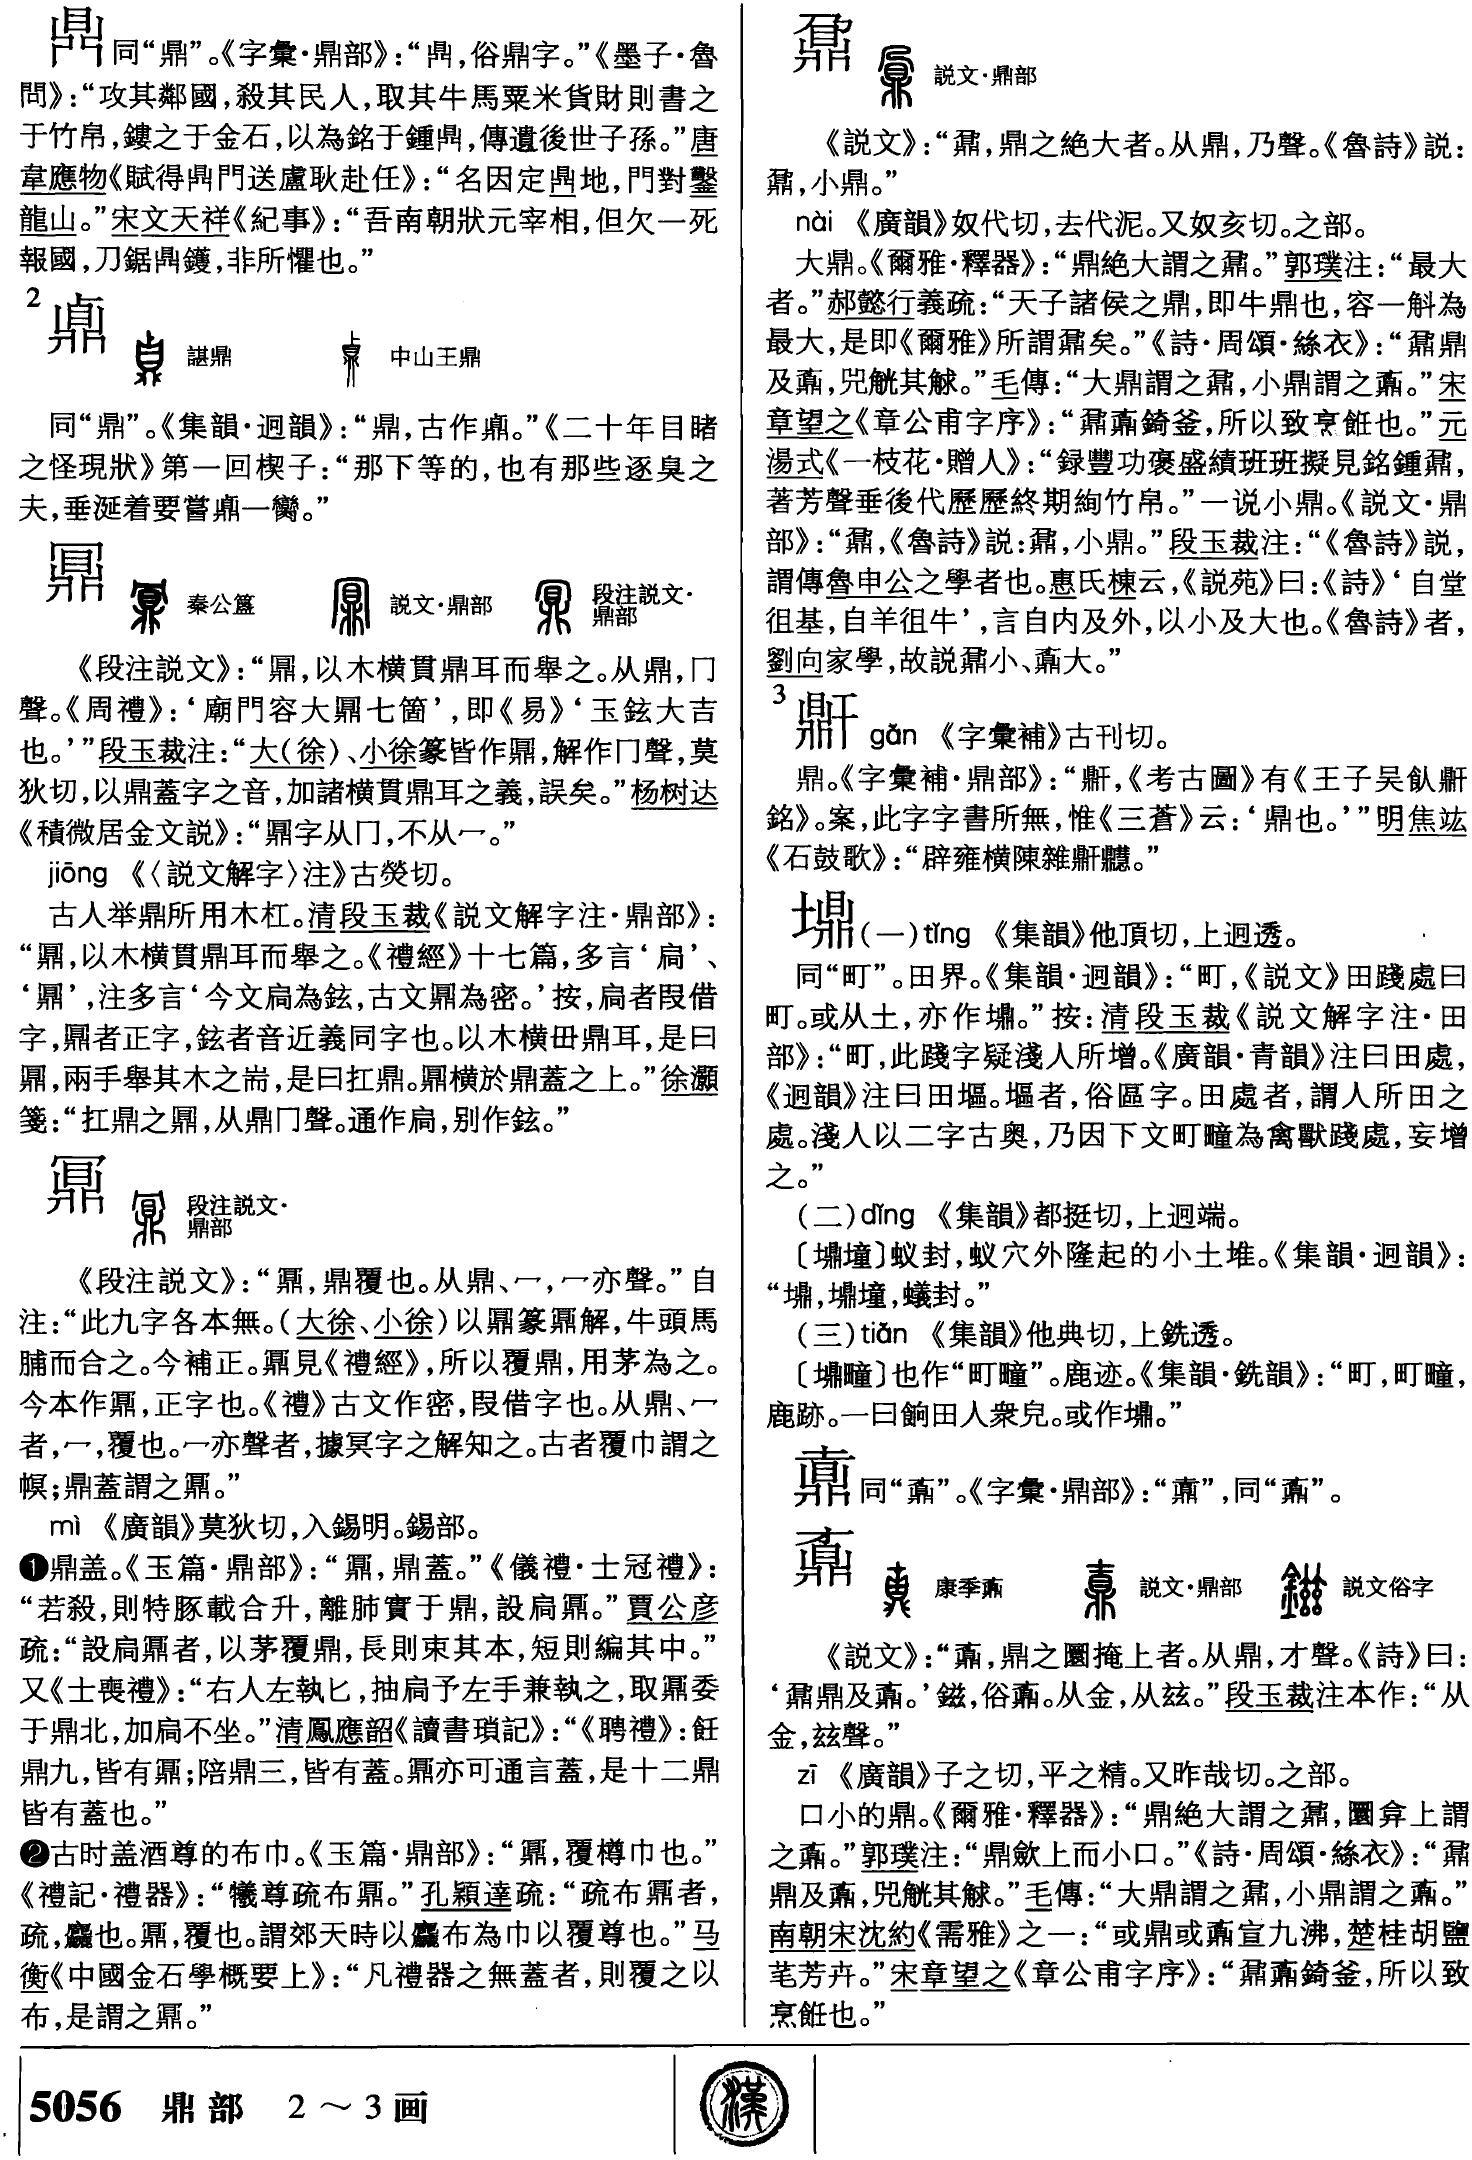 鼎同“鼎”。《字彙·鼎部》:“鼎,俗鼎字。”《墨子·魯
問》:“攻其鄰國,殺其民人,取其牛馬粟米貨財則書之
于竹帛,鏤之于金石,以為銘于鍾鼎,傳遺後世子孫。”唐
韋應物《賦得鼎門送盧耿赴任》:“名因定鼎地,門對鑿
龍山。”宋文天祥《紀事》:“吾南朝狀元宰相,但欠一死
報國,刀鋸鼎鑊,非所懼也。”
2 鼑 諶鼎 中山王鼎
同“鼎”。《集韻·迥韻》:“鼎,古作鼑。”《二十年目睹
之怪現狀》第一回楔子:“那下等的,也有那些逐臭之
夫,垂涎着要嘗鼑一臠。”
鼏 秦公簋 説文·鼎部 段注説文·鼎部
《段注説文》:“鼏,以木横貫鼎耳而舉之。从鼎,冂
聲。《周禮》:‘廟門容大鼏七箇’,即《易》‘玉鉉大吉
也。’”段玉裁注:“大(徐)、小徐篆皆作鼏,解作冂聲,莫
狄切,以鼎蓋字之音,加諸横貫鼎耳之義,誤矣。”杨树达
《積微居金文説》:“鼏字从冂,不从冖。”
jiōng 《〈説文解字〉注》古熒切。
古人举鼎所用木杠。清段玉裁《説文解字注·鼎部》:
“鼏,以木横貫鼎耳而舉之。《禮經》十七篇,多言‘扃’、
‘鼏’,注多言‘今文扃為鉉,古文鼏為密。’按,扃者叚借
字,鼏者正字,鉉者音近義同字也。以木横毌鼎耳,是曰
鼏,兩手舉其木之耑,是曰扛鼎。鼏横於鼎蓋之上。”徐灝
箋:“扛鼎之鼏,从鼎冂聲。通作扃,别作鉉。”
鼏 段注説文·鼎部
《段注説文》:“鼏,鼎覆也。从鼎、冖,冖亦聲。”自
注:“此九字各本無。(大徐、小徐)以鼏篆鼏解,牛頭馬
脯而合之。今補正。鼏見《禮經》,所以覆鼎,用茅為之。
今本作鼏,正字也。《禮》古文作密,叚借字也。从鼎、冖
者,冖,覆也。冖亦聲者,據冥字之解知之。古者覆巾謂之
幎;鼎蓋謂之鼏。”
mì 《廣韻》莫狄切,入錫明。錫部。
❶鼎盖。《玉篇·鼎部》:“鼏,鼎蓋。”《儀禮·士冠禮》:
“若殺,則特豚載合升,離肺實于鼎,設扃鼏。”賈公彦
疏:“設扃鼏者,以茅覆鼎,長則束其本,短則編其中。”
又《士喪禮》:“右人左執匕,抽扃予左手兼執之,取鼏委
于鼎北,加扃不坐。”清鳳應韶《讀書瑣記》:“《聘禮》:飪
鼎九,皆有鼏;陪鼎三,皆有蓋。鼏亦可通言蓋,是十二鼎
皆有蓋也。”
❷古时盖酒尊的布巾。《玉篇·鼎部》:“鼏,覆樽巾也。”
《禮記·禮器》:“犧尊疏布鼏。”孔穎達疏:“疏布鼏者,
疏,麤也。鼏,覆也。謂郊天時以麤布為巾以覆尊也。”马
衡《中國金石學概要上》:“凡禮器之無蓋者,則覆之以
布,是謂之鼏。”
鼐 説文·鼎部
《説文》:“鼐,鼎之絶大者。从鼎,乃聲。《魯詩》説:
鼐,小鼎。”
nài 《廣韻》奴代切,去代泥。又奴亥切。之部。
大鼎。《爾雅·釋器》:“鼎絶大謂之鼐。”郭璞注:“最大
者。”郝懿行義疏:“天子諸侯之鼎,即牛鼎也,容一斛為
最大,是即《爾雅》所謂鼐矣。”《詩·周頌·絲衣》:“鼐鼎
及鼒,兕觥其觩。”毛傳:“大鼎謂之鼐,小鼎謂之鼒。”宋
章望之《章公甫字序》:“鼐鼒錡釜,所以致烹飪也。”元
湯式《一枝花·贈人》:“録豐功褒盛績班班擬見銘鍾鼐,
著芳聲垂後代歷歷終期絢竹帛。”一说小鼎。《説文·鼎
部》:“鼐,《魯詩》説:鼐,小鼎。”段玉裁注:“《魯詩》説,
謂傳魯申公之學者也。惠氏棟云,《説苑》曰:《詩》‘自堂
徂基,自羊徂牛’,言自内及外,以小及大也。《魯詩》者,
劉向家學,故説鼐小、鼒大。”
3 鼾 gǎn 《字彙補》古刊切。
鼎。《字彙補·鼎部》:“,《考古圖》有《王子吴飤
銘》。案,此字字書所無,惟《三蒼》云:‘鼎也。’”明焦竑
《石鼓歌》:“辟雍横陳雜。”
(一)tǐng 《集韻》他頂切,上迥透。
同“町”。田界。《集韻·迥韻》:“町,《説文》田踐處曰
町。或从土,亦作。”按:清段玉裁《説文解字注·田
部》:“町,此踐字疑淺人所增。《廣韻·青韻》注曰田處,
《迥韻》注曰田塸。塸者,俗區字。田處者,謂人所田之
處。淺人以二字古奥,乃因下文町疃為禽獸踐處,妄增
之。”
(二)dǐng 《集韻》都挺切,上迥端。
〔墥〕蚁封,蚁穴外隆起的小土堆。《集韻·迥韻》:
“,墥,蟻封。”
(三)tiǎn 《集韻》他典切,上銑透。
〔疃〕也作“町疃”。鹿迹。《集韻·銑韻》:“町,町疃,
鹿跡。一曰餉田人衆皃。或作。”
同“鼒”。《字彙·鼎部》:“”,同“鼒”。
鼒 康季鼒 説文·鼎部 説文俗字
《説文》:“鼒,鼎之圜掩上者。从鼎,才聲。《詩》曰:
‘鼐鼎及鼒。’鎡,俗鼒。从金,从兹。”段玉裁注本作:“从
金,兹聲。”
zī 《廣韻》子之切,平之精。又昨哉切。之部。
口小的鼎。《爾雅·釋器》:“鼎絶大謂之鼐,圜弇上謂
之鼒。”郭璞注:“鼎斂上而小口。”《詩·周頌·絲衣》:“鼐
鼎及鼒,兕觥其觩。”毛傳:“大鼎謂之鼐,小鼎謂之鼒。”
南朝宋沈約《需雅》之一:“或鼎或鼒宣九沸,楚桂胡鹽
芼芳卉。”宋章望之《章公甫字序》:“鼐鼒錡釜,所以致
烹飪也。”
5056 鼎部 2～3画
漢